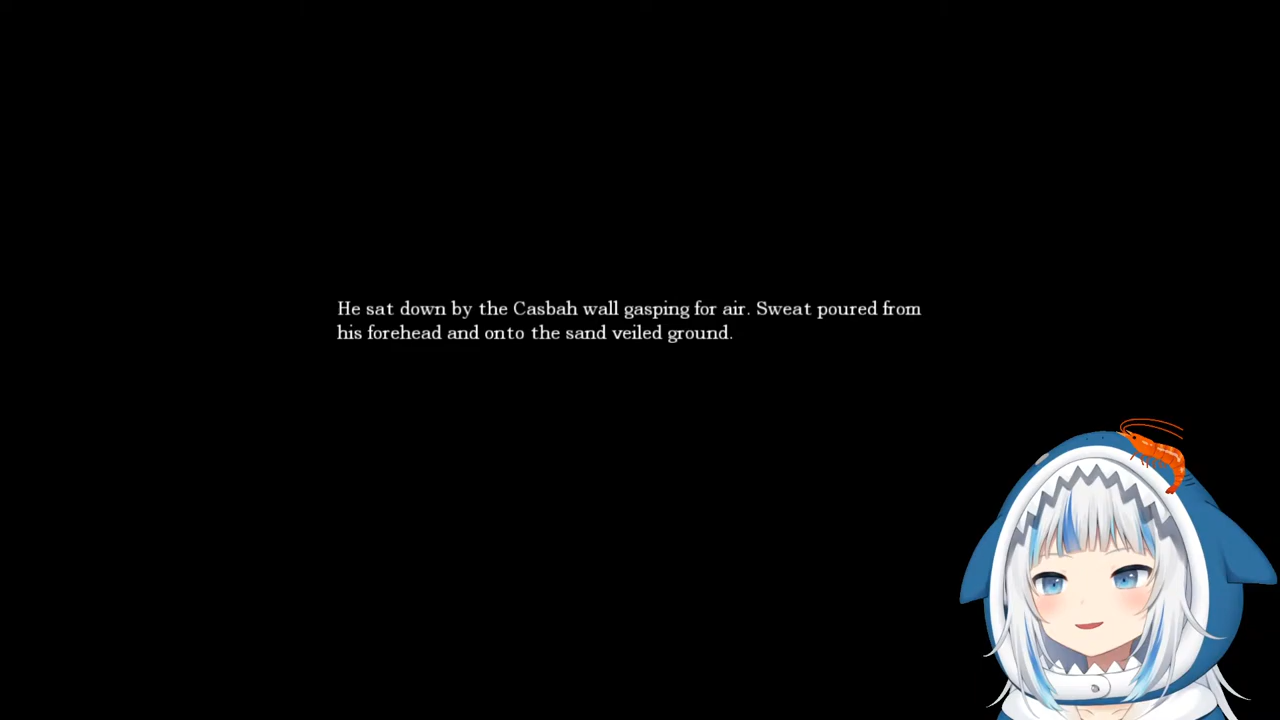 He sat down by the Casbah wall gasping for air. Sweat poured from
his forehead and onto the sand veiled ground.